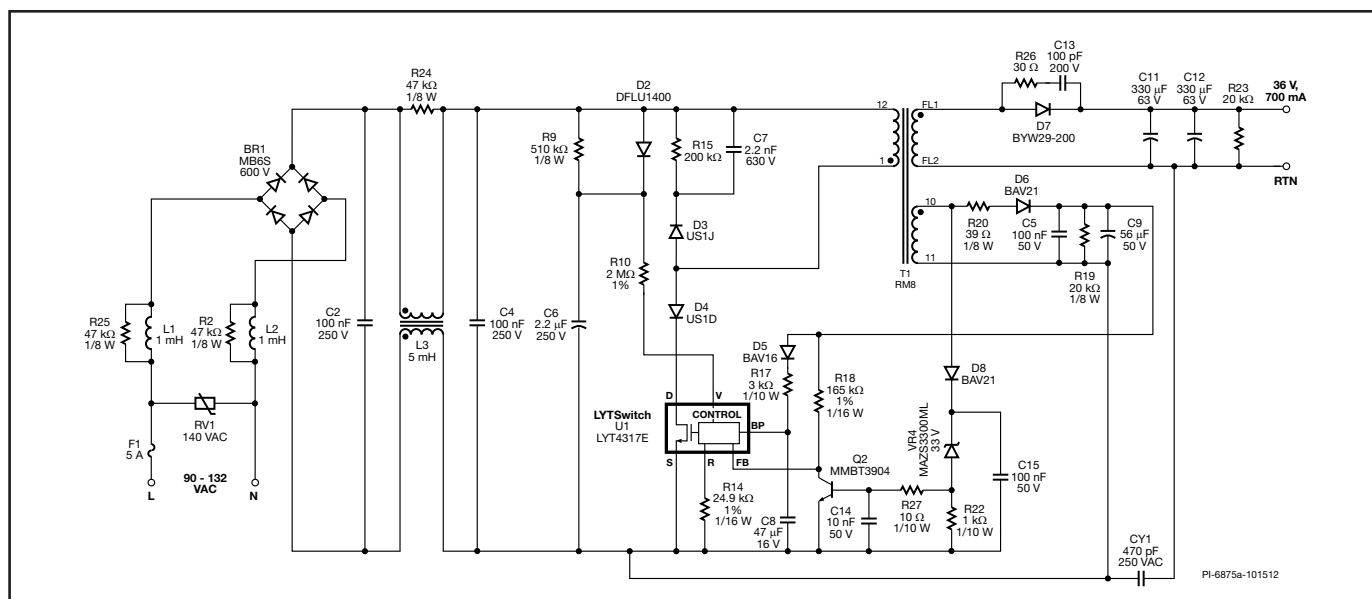 R24
47 kΩ
1/8 W
D2
DFLU1400
R26
30 Ω
C13
100 pF
200 V
C11
330 µF
63 V
C12
330 µF
63 V
R23
20 kΩ
36 V,
700 mA
12
FL1
BR1
MB6S
600 V
R9
510 kΩ
1/8 W
R15
200 kΩ
C7
2.2 nF
630 V
D7
BYW29-200
1
FL2
RTN
D6
BAV21
10
R20
39 Ω
1/8 W
C5
100 nF
50 V
C9
56 µF
50 V
D3
US1J
R10
2 MΩ
1%
11
T1
RM8
R19
20 kΩ
1/8 W
R25
47 kΩ
1/8 W
L1
1 mH
R2
47 kΩ
1/8 W
L2
1 mH
C2
100 nF
250 V
L3
5 mH
C4
100 nF
250 V
C6
2.2 µF
250 V
D4
US1D
D5
BAV16
R17
3 kΩ
1/10 W
R18
165 kΩ
1%
1/16 W
D8
BAV21
RV1
140 VAC
F1
5 A
90 - 132
VAC
L
N
LYTSwitch
U1
LYT4317E
D
V
CONTROL
BP
S
R
FB
VR4
MAZS3300ML
33 V
Q2
MMBT3904
C15
100 nF
50 V
R14
24.9 kΩ
1%
1/16 W
C8
47 µF
16 V
C14
10 nF
50 V
R27
10 Ω
1/10 W
R22
1 kΩ
1/10 W
CY1
470 pF
250 VAC
PI-6875a-101512